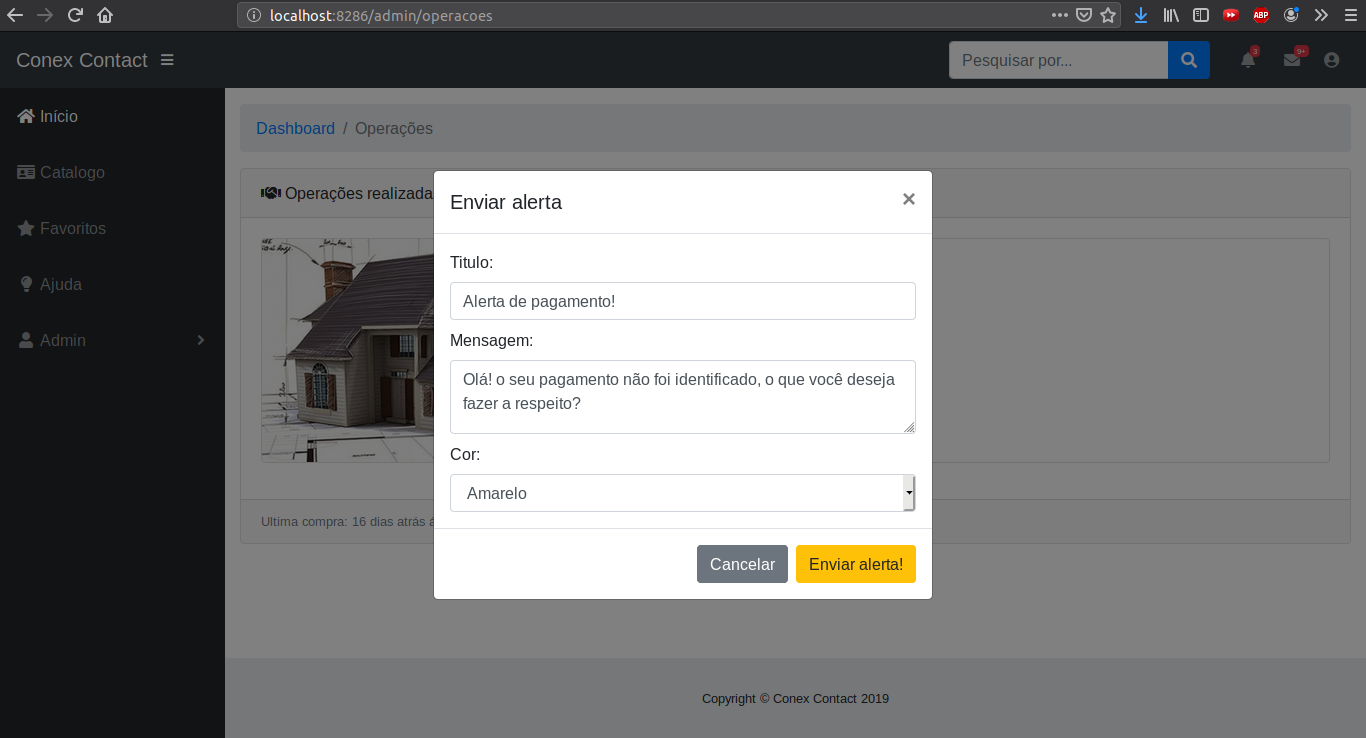 localhost:8286/admin/operacoes
ABP
Conex Contact
Pesquisar por...
3
9+
Início
Catalogo
Favoritos
Ajuda
Admin
Dashboard / Operações
Operações realizada
Enviar alerta
×
Titulo:
Alerta de pagamento!
Mensagem:
Olá! o seu pagamento não foi identificado, o que você deseja
fazer a respeito?
Cor:
Amarelo
Ultima compra: 16 dias atrás
Cancelar
Enviar alerta!
Copyright © Conex Contact 2019